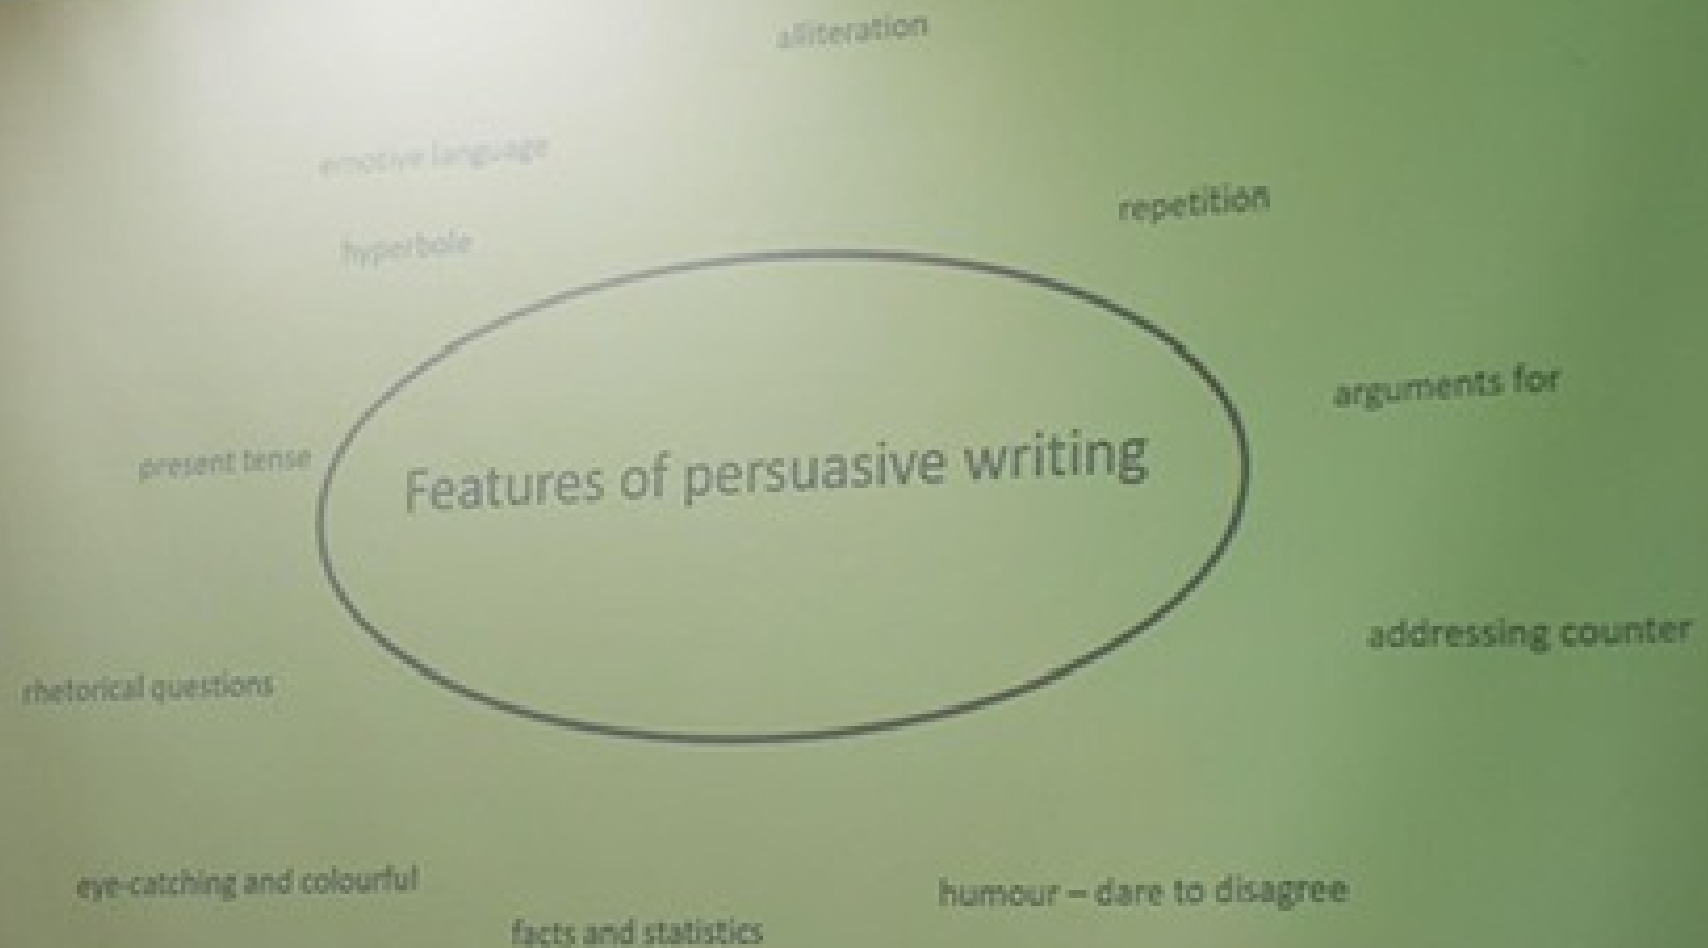 alliteration
emotive language
repetition
hyperbole
arguments for
Features of persuasive writing
present tense
addressing counter
rhetorical questions
eye-catching and colourful
humour – dare to disagree
facts and statistics